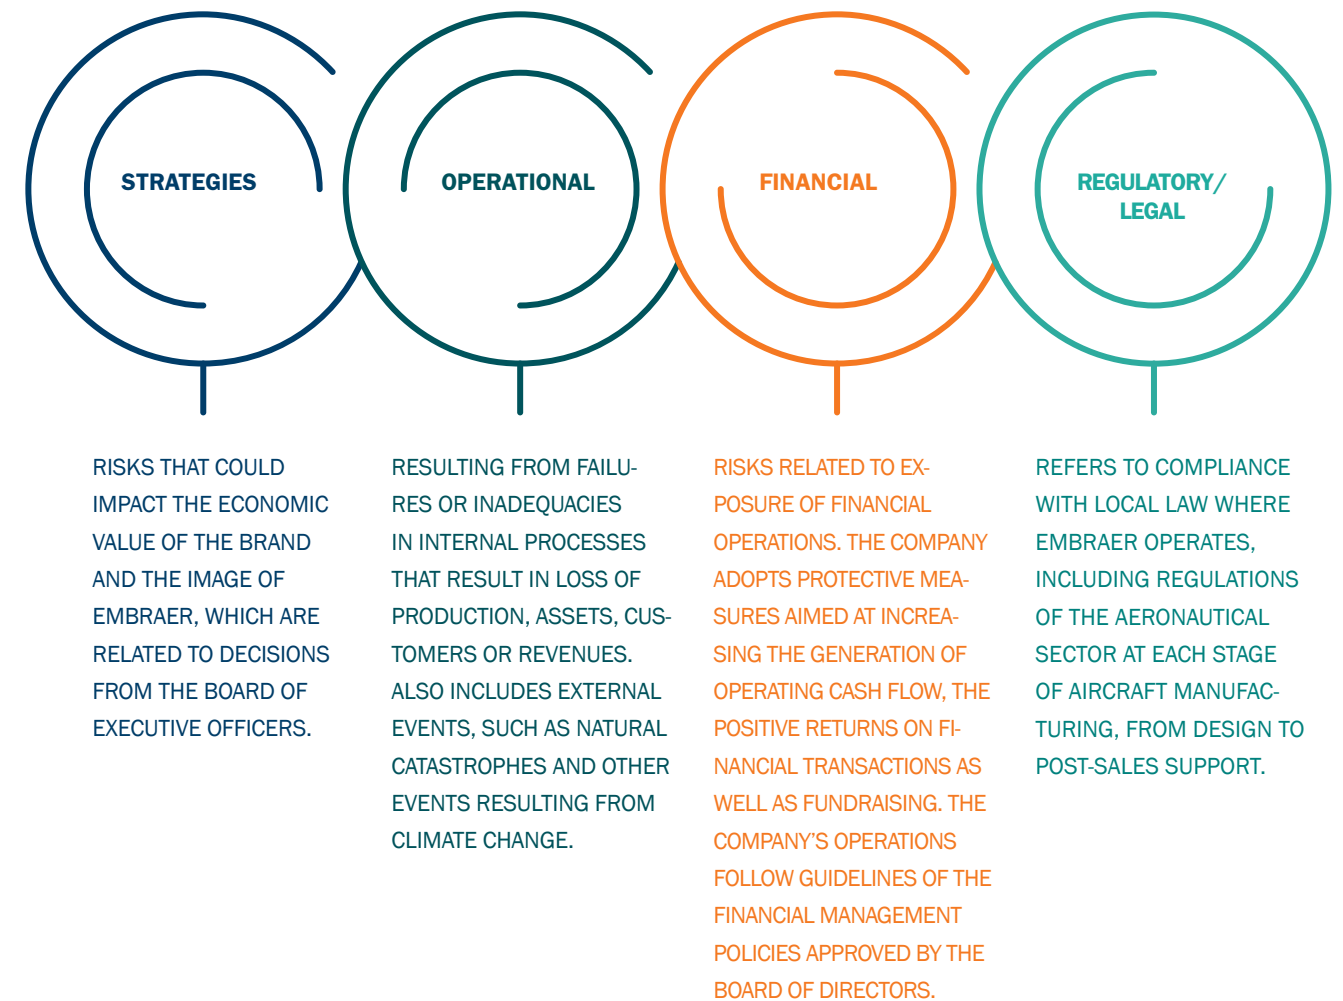 STRATEGIES
RISKS THAT COULD
IMPACT THE ECONOMIC
VALUE OF THE BRAND
AND THE IMAGE OF
EMBRAER, WHICH ARE
RELATED TO DECISIONS
FROM THE BOARD OF
EXECUTIVE OFFICERS.
OPERATIONAL
RESULTING FROM FAILU-
RES OR INADEQUACIES
IN INTERNAL PROCESSES
THAT RESULT IN LOSS OF
PRODUCTION, ASSETS, CUS-
TOMERS OR REVENUES.
ALSO INCLUDES EXTERNAL
EVENTS, SUCH AS NATURAL
CATASTROPHES AND OTHER
EVENTS RESULTING FROM
CLIMATE CHANGE.
FINANCIAL
RISKS RELATED TO EX-
POSURE OF FINANCIAL
OPERATIONS. THE COMPANY
ADOPTS PROTECTIVE MEA-
SURES AIMED AT INCREA-
SING THE GENERATION OF
OPERATING CASH FLOW, THE
POSITIVE RETURNS ON FI-
NANCIAL TRANSACTIONS AS
WELL AS FUNDRAISING. THE
COMPANY'S OPERATIONS
FOLLOW GUIDELINES OF THE
FINANCIAL MANAGEMENT
POLICIES APPROVED BY THE
BOARD OF DIRECTORS.
REGULATORY/
LEGAL
REFERS TO COMPLIANCE
WITH LOCAL LAW WHERE
EMBRAER OPERATES,
INCLUDING REGULATIONS
OF THE AERONAUTICAL
SECTOR AT EACH STAGE
OF AIRCRAFT MANUFAC-
TURING, FROM DESIGN TO
POST-SALES SUPPORT.